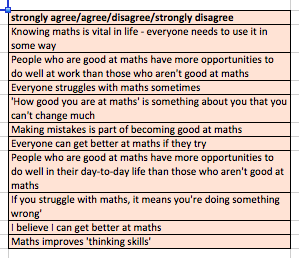 strongly agree/agree/disagree/strongly disagree
Knowing maths is vital in life - everyone needs to use it in
some way
People who are good at maths have more opportunities to
do well at work than those who aren't good at maths
Everyone struggles with maths sometimes
'How good you are at maths' is something about you that you
can't change much
Making mistakes is part of becoming good at maths
Everyone can get better at maths if they try
People who are good at maths have more opportunities to
do well in their day-to-day life than those who aren't good at
maths
If you struggle with maths, it means you're doing something
wrong'
I believe I can get better at maths
Maths improves 'thinking skills'